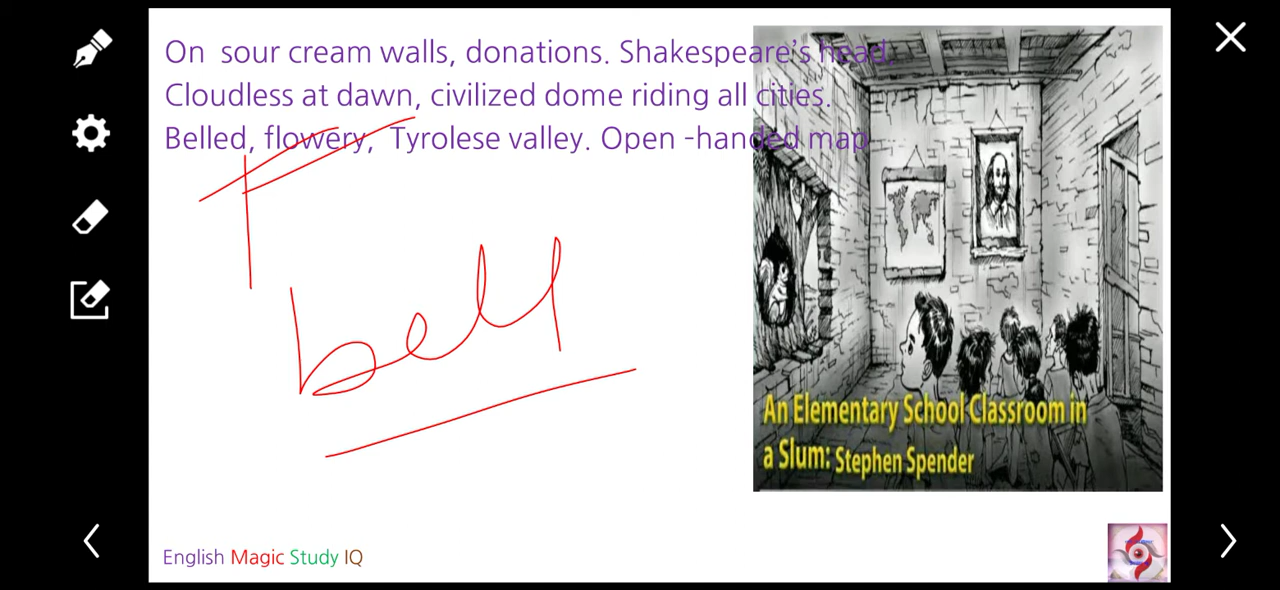 On sour cream walls, donations. Shakespeare's head.
Cloudless at dawn, civilized dome riding all cities.
Belled, flowery, Tyrolese valley. Open -handed map
bell
An Elementary School Classroom in
a Slum: Stephen Spender
English Magic Study IQ